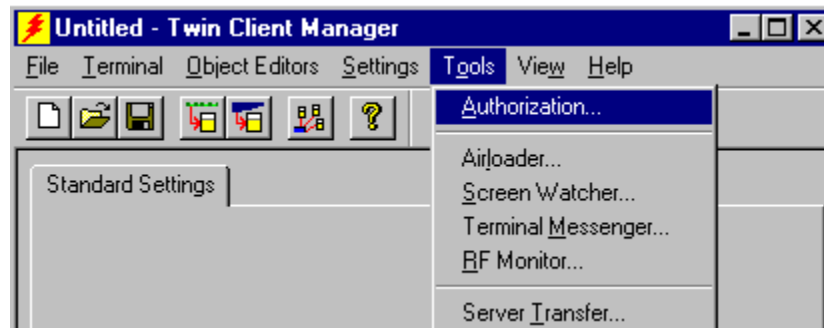 Untitled - Twin Client Manager
File Terminal Object Editors Settings Tools View Help
Authorization...
Airloader...
Standard Settings
Screen Watcher...
Terminal Messenger...
RF Monitor...
Server Transfer...